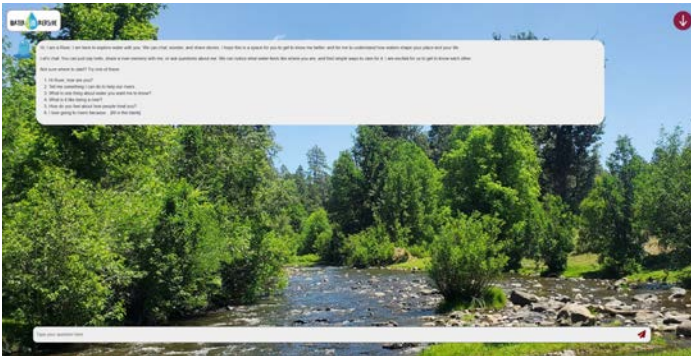 WATER IMMERSIVE
Hi, I am a River. I am here to explore water with you. We can chat, wonder, and share stories. I hope this is a space for you to get to know me better, and for me to understand how waters shape your place and your life.
Let's chat. You can just say hello, share a river memory with me, or ask questions about me. We can notice what water feels like where you are, and find simple ways to care for it. I am excited for us to get to know each other.
Not sure where to start? Try one of these:
1. Hi River, how are you?
2. Tell me something I can do to help our rivers.
3. What is one thing about water you want me to know?
4. What is it like being a river?
5. How do you feel about how people treat you?
6. I love going to rivers because... (fill in the blank)
Type your question here